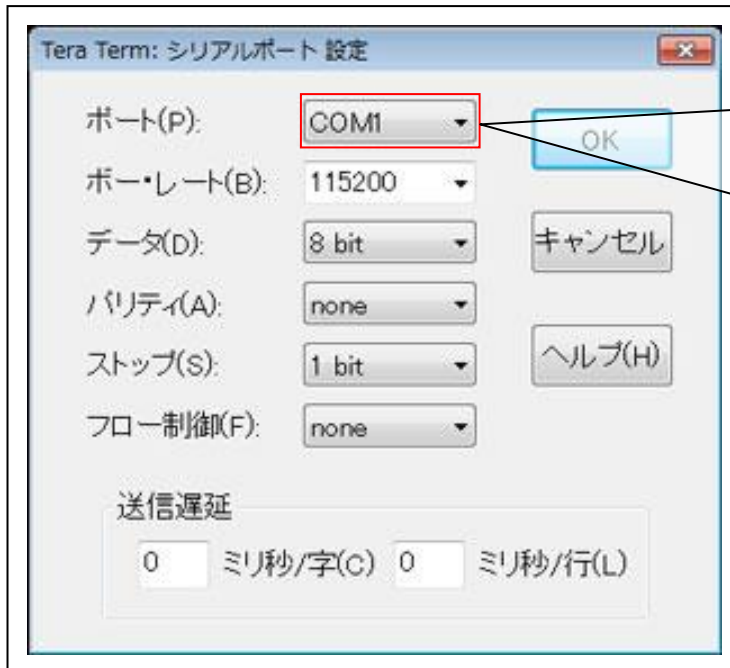 Tera Term: シリアルポート 設定
ポート(P): COM1
OK
ボー・レート(B): 115200
データ(D): 8 bit
キャンセル
パリティ(A): none
ストップ(S): 1 bit
ヘルプ(H)
フロー制御(F): none
送信遅延
0 ミリ秒/字(C) 0 ミリ秒/行(L)